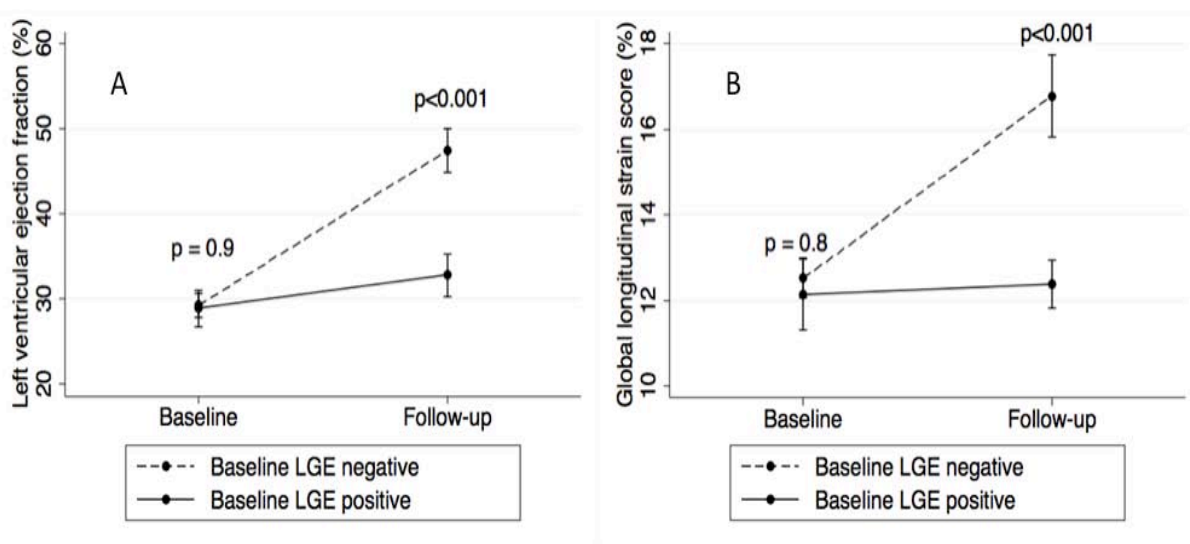 Left ventricular ejection fraction (%)
60
50
40
30
20
A
p<0.001
p = 0.9
Baseline
Follow-up
Baseline LGE negative
Baseline LGE positive
Global longitudinal strain score (%)
18
16
14
12
10
B
p<0.001
p = 0.8
Baseline
Follow-up
Baseline LGE negative
Baseline LGE positive